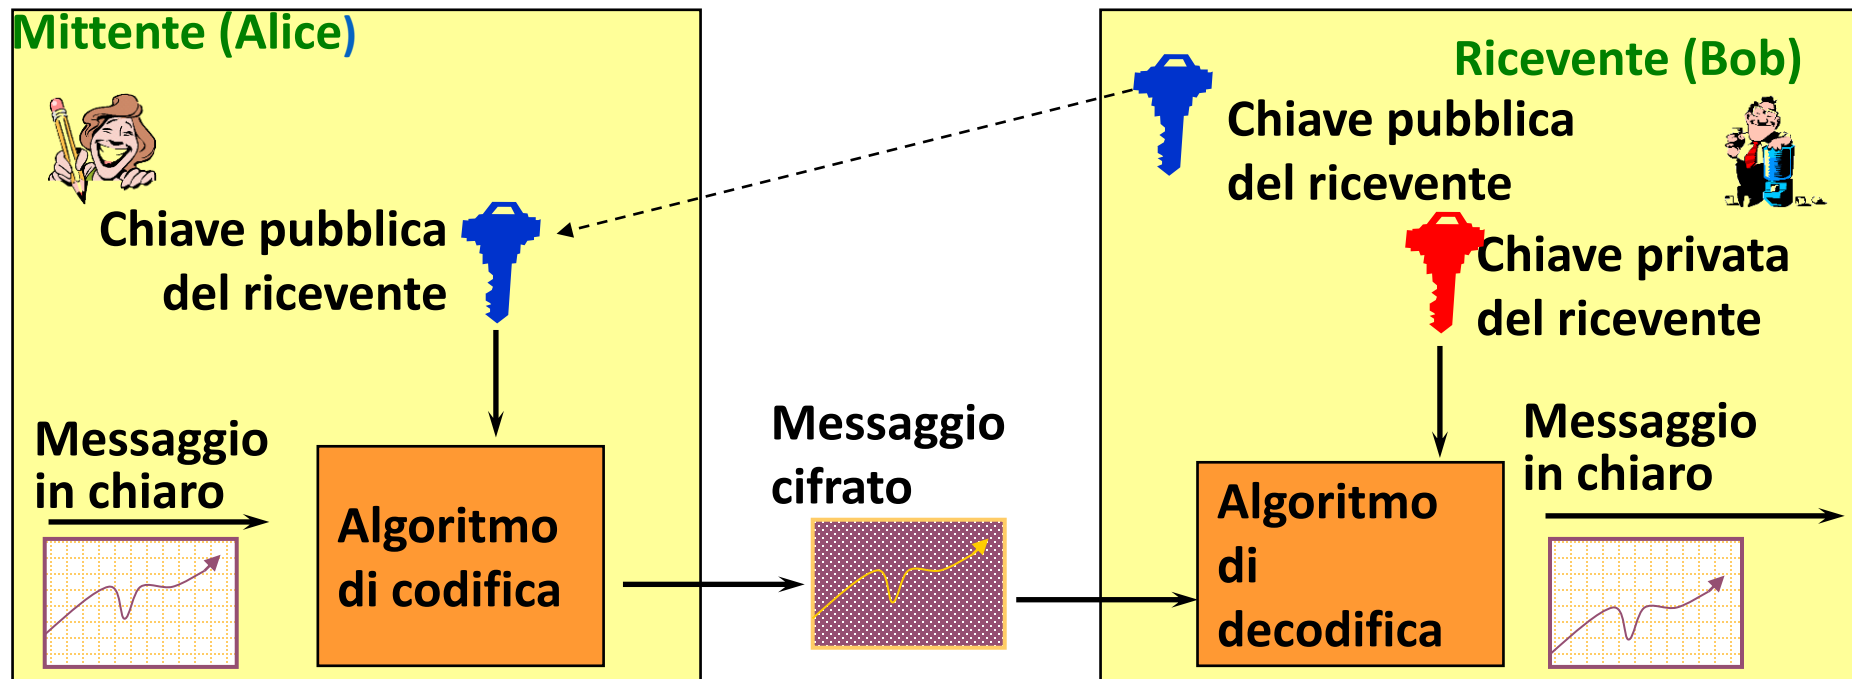 Mittente (Alice)
Chiave pubblica
del ricevente
Messaggio
in chiaro
Algoritmo
di codifica
Messaggio
cifrato
Ricevente (Bob)
Chiave pubblica
del ricevente
Chiave privata
del ricevente
Algoritmo
di
decodifica
Messaggio
in chiaro